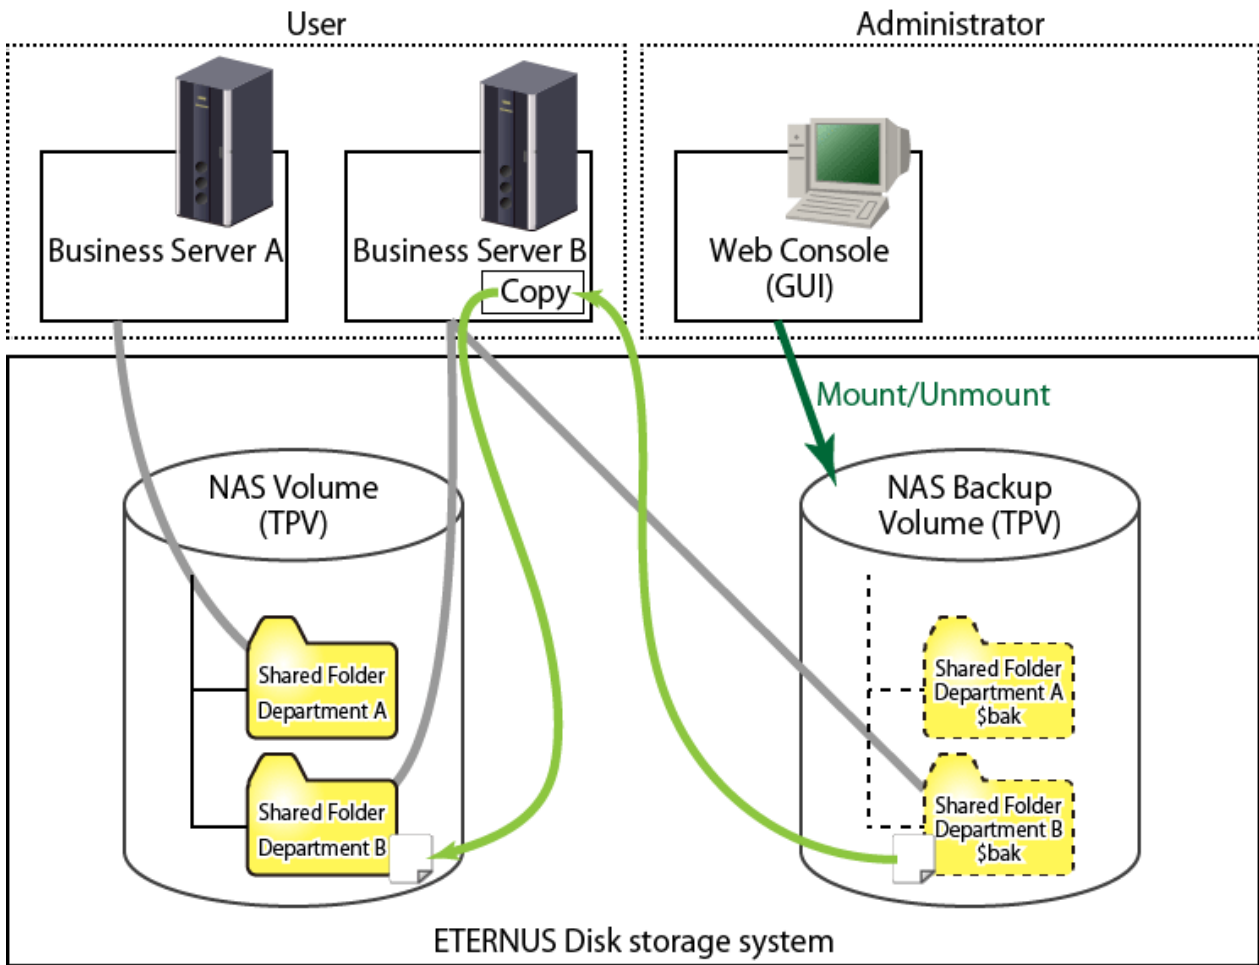 User
Administrator
Business Server A
Business Server B
Copy
Web Console
(GUI)
Mount/Unmount
NAS Volume
(TPV)
NAS Backup
Volume (TPV)
Shared Folder
Department A
Shared Folder
Department B
Shared Folder
Department A
$bak
Shared Folder
Department B
$bak
ETERNUS Disk storage system